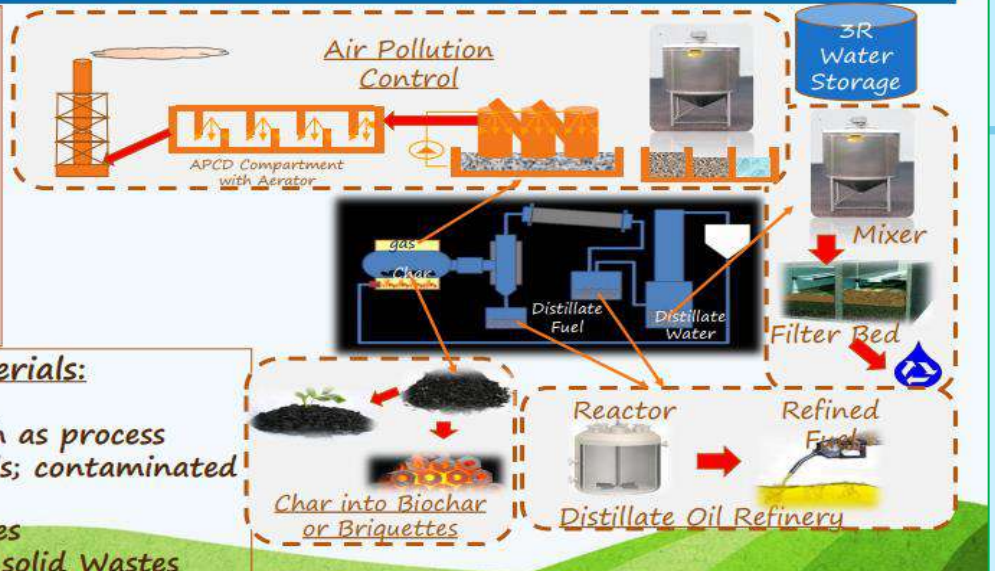 Air Pollution
Control
3R
Water
Storage
APCD Compartment
with Aerator
Mixer
gas
Char
Distillate
Fuel
Distillate
Water
Filter Bed
erials:
as process
s; contaminated
es
solid Wastes
Char into Biochar
or Briquettes
Reactor
Refined
Fuel
Distillate Oil Refinery